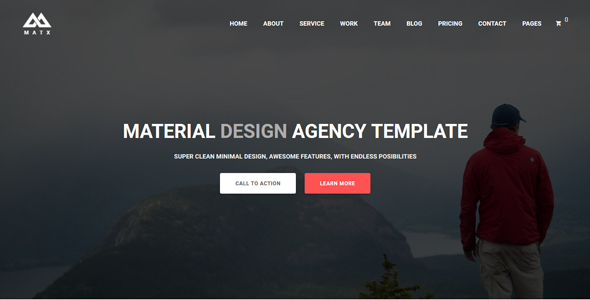 HOME ABOUT SERVICE WORK TEAM BLOG PRICING CONTACT PAGES 0
MATX
MATERIAL DESIGN AGENCY TEMPLATE
SUPER CLEAN MINIMAL DESIGN, AWESOME FEATURES, WITH ENDLESS POSIBILITIES
CALL TO ACTION LEARN MORE